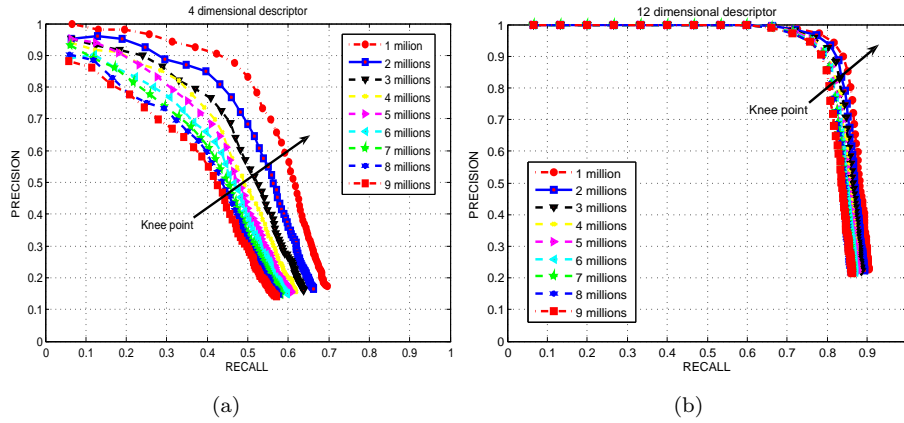 4 dimensional descriptor
PRECISION
1
0.9
0.8
0.7
0.6
0.5
0.4
0.3
0.2
0.1
0
0.1
0.2
0.3
0.4
0.5
0.6
0.7
0.8
0.9
1
RECALL
1 milion
2 millions
3 millions
4 millions
5 millions
6 millions
7 millions
8 millions
9 millions
Knee point
(a)
12 dimensional descriptor
PRECISION
1
0.9
0.8
0.7
0.6
0.5
0.4
0.3
0.2
0.1
0
0.1
0.2
0.3
0.4
0.5
0.6
0.7
0.8
0.9
RECALL
1 million
2 millions
3 millions
4 millions
5 millions
6 millions
7 millions
8 millions
9 millions
Knee point
(b)